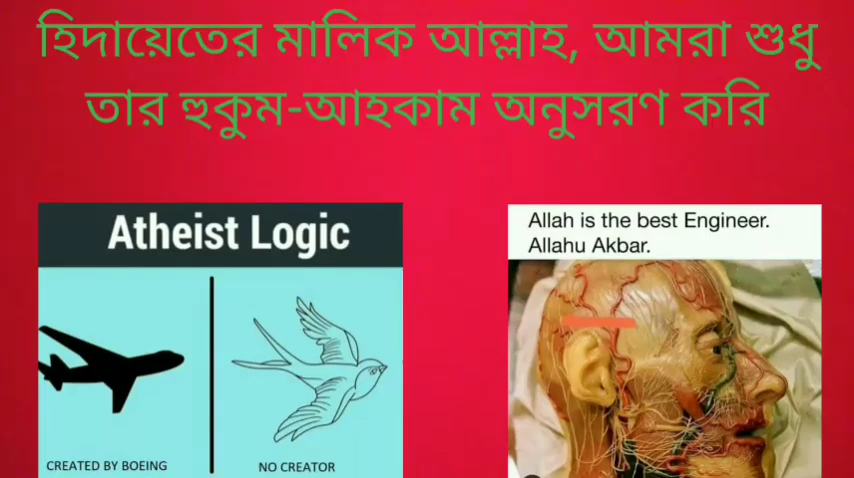 হিদায়েতের মালিক আল্লাহ, আমরা শুধু
তার হুকুম-আহকাম অনুসরণ করি
Atheist Logic
CREATED BY BOEING
NO CREATOR
Allah is the best Engineer.
Allahu Akbar.